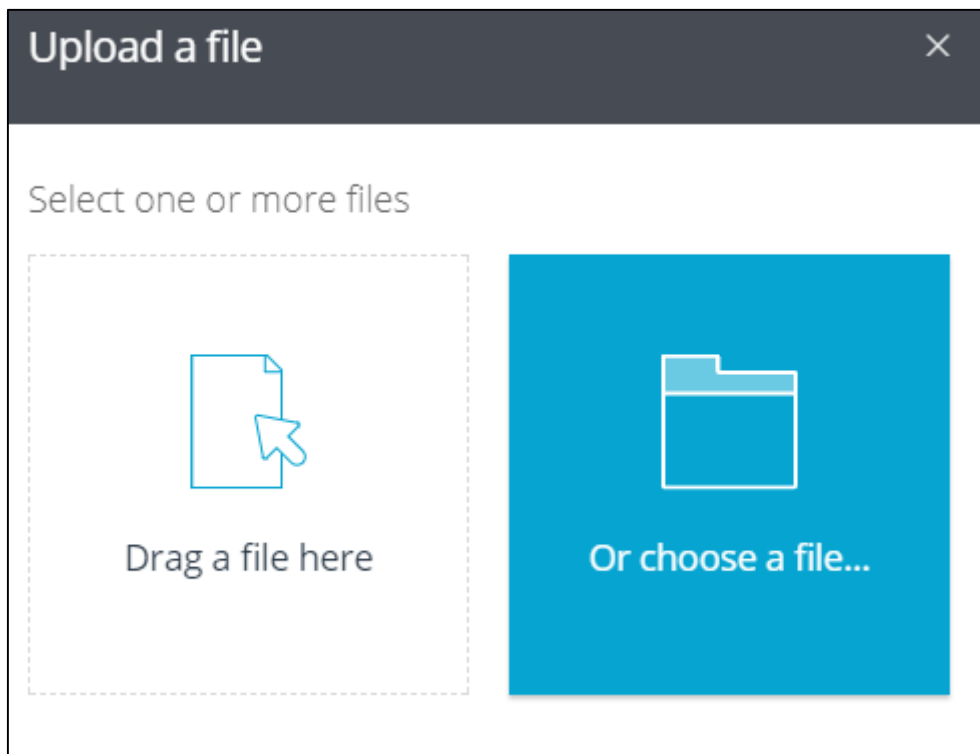 Upload a file
Select one or more files
Drag a file here
Or choose a file...